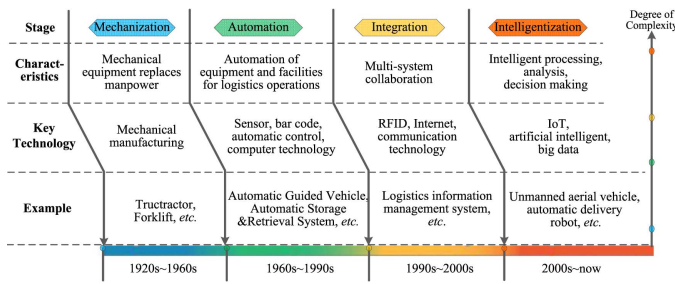 Stage
Mechanization
Automation
Integration
Intelligentization
Degree of
Complexity
Charact-
eristics
Mechanical
equipment replaces
manpower
Automation of
equipment and facilities
for logistics operations
Multi-system
collaboration
Intelligent processing,
analysis,
decision making
Key
Technology
Mechanical
manufacturing
Sensor, bar code,
automatic control,
computer technology
RFID, Internet,
communication
technology
IoT,
artificial intelligent,
big data
Example
Tructractor,
Forklift, etc.
Automatic Guided Vehicle,
Automatic Storage
&Retrieval System, etc.
Logistics information
management system,
etc.
Unmanned aerial vehicle,
automatic delivery
robot, etc.
1920s~1960s
1960s~1990s
1990s~2000s
2000s~now